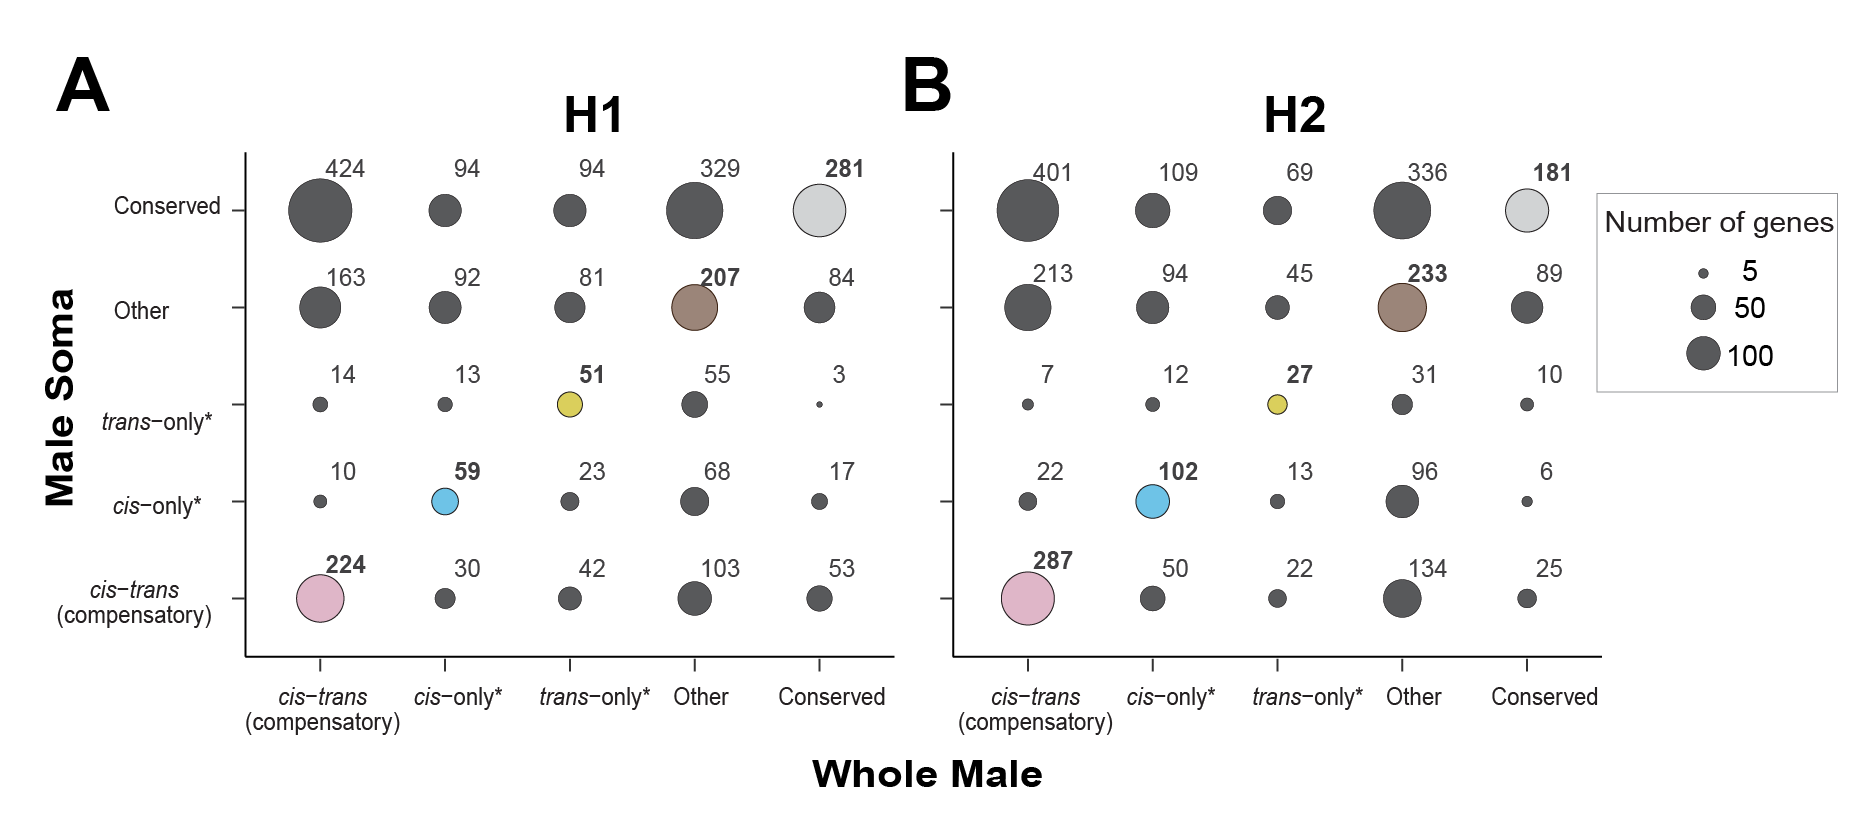 A
B
H1
H2
424 94 94 329 281
401 109 69 336 181
Conserved
163 92 81 207 84
213 94 45 233 89
Other
14 13 51 55 3
7 12 27 31 10
trans−only*
10 59 23 68 17
22 102 13 96 6
cis−only*
224 30 42 103 53
287 50 22 134 25
cis−trans
(compensatory)
Male Soma
cis−trans
(compensatory)
cis−only*
trans−only*
Other
Conserved
cis−trans
(compensatory)
cis−only*
trans−only*
Other
Conserved
Whole Male
Number of genes
5
50
100